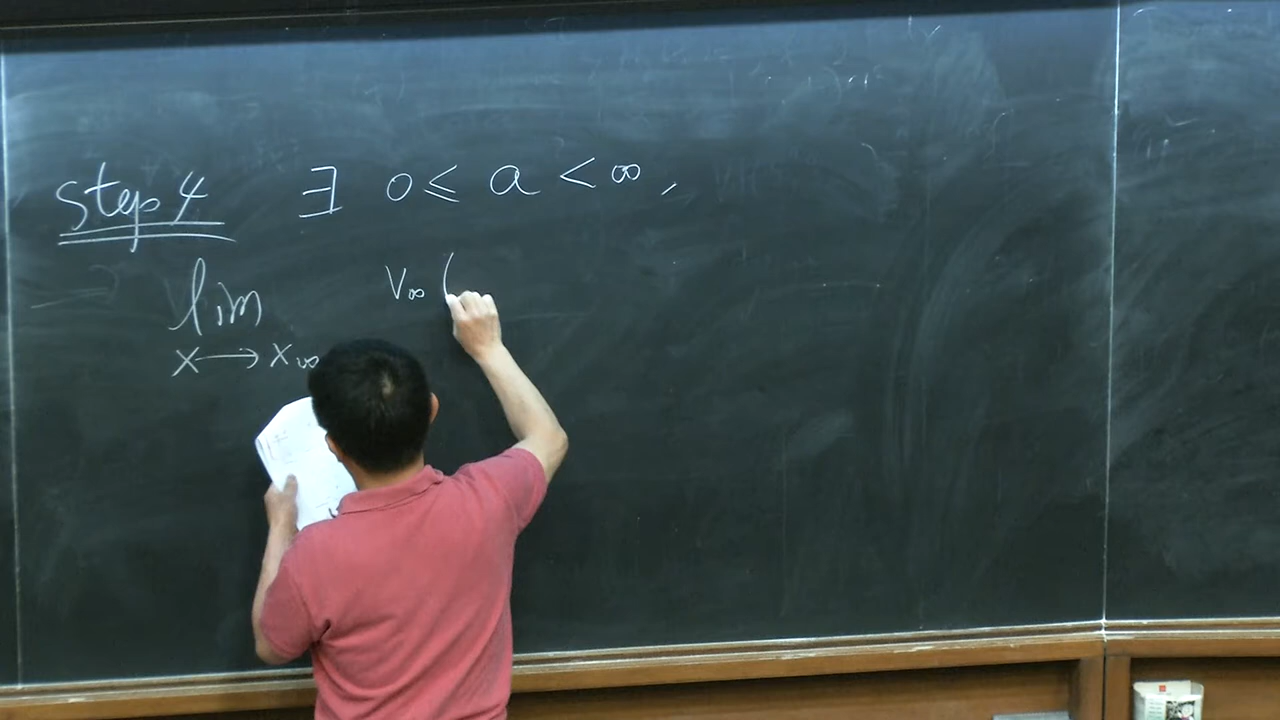 Step 4 ∃ 0 ≤ a < ∞ ,
lim V∞ (
x → x∞